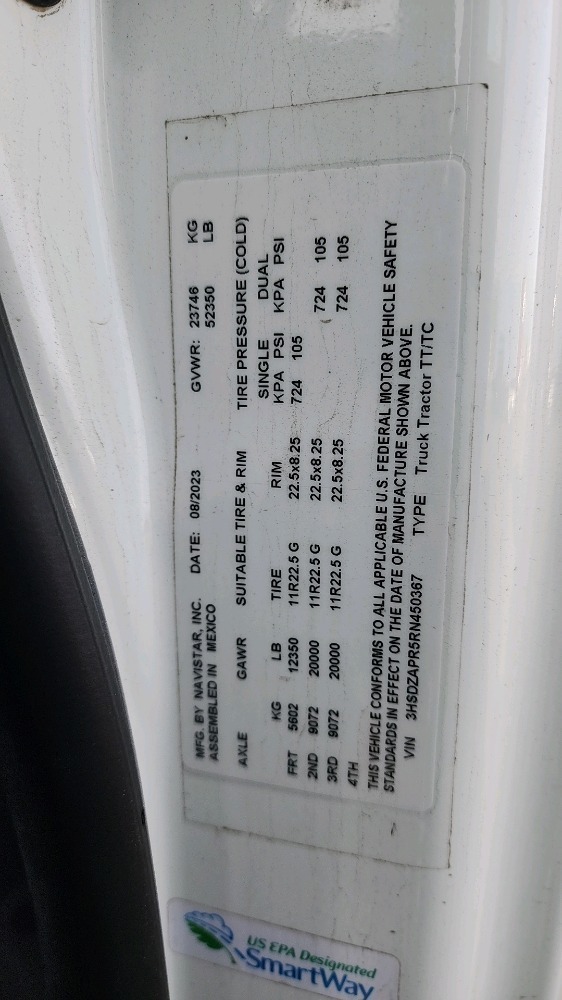 MFG. BY NAVISTAR, INC. DATE: 08/2023 GVWR: 23746 KG
ASSEMBLED IN MEXICO 52350 LB
AXLE GAWR SUITABLE TIRE & RIM TIRE PRESSURE (COLD)
SINGLE DUAL
KG LB TIRE RIM KPA PSI KPA PSI
FRT 5602 12350 11R22.5 G 22.5x8.25 724 105
2ND 9072 20000 11R22.5 G 22.5x8.25 724 105
3RD 9072 20000 11R22.5 G 22.5x8.25 724 105
4TH
THIS VEHICLE CONFORMS TO ALL APPLICABLE U.S. FEDERAL MOTOR VEHICLE SAFETY
STANDARDS IN EFFECT ON THE DATE OF MANUFACTURE SHOWN ABOVE.
VIN 3HSDZAPR5RN450367 TYPE Truck Tractor TT/TC
US EPA Designated
SmartWay